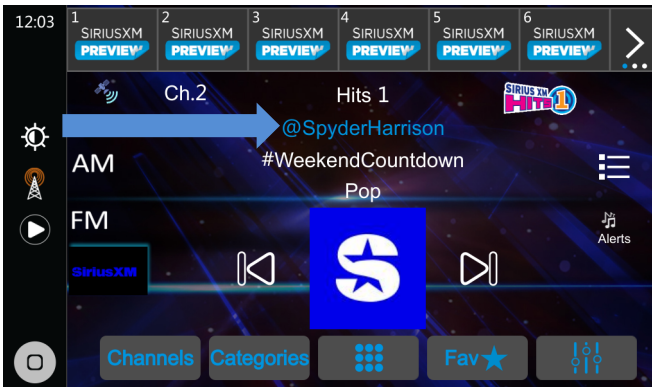 12:03
1
SIRIUSXM
PREVIEW
2
SIRIUSXM
PREVIEW
3
SIRIUSXM
PREVIEW
4
SIRIUSXM
PREVIEW
5
SIRIUSXM
PREVIEW
6
SIRIUSXM
PREVIEW
Ch.2
Hits 1
SIRIUS XM
HITS 1
@SpyderHarrison
AM
#WeekendCountdown
Pop
FM
Alerts
SiriusXM
S
Channels
Categories
Fav